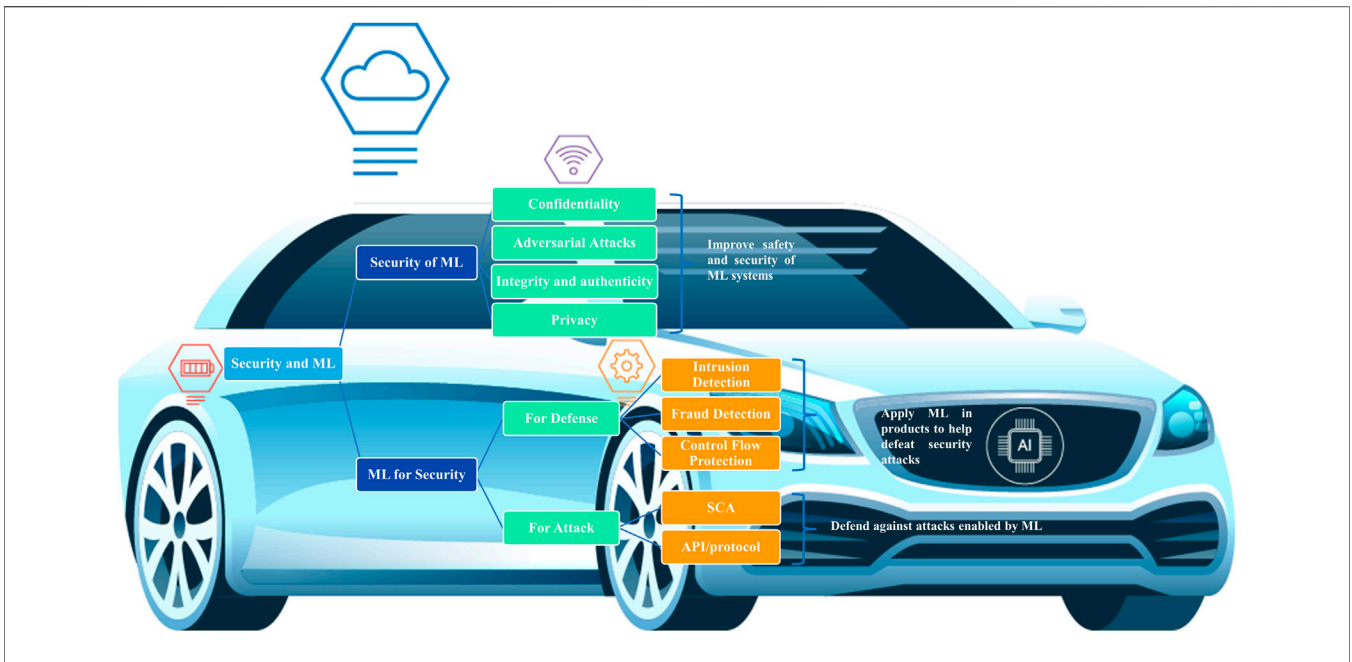 Confidentiality
Adversarial Attacks
Security of ML
Integrity and authenticity
Privacy
Improve safety
and security of
ML systems
Security and ML
Intrusion
Detection
For Defense
Fraud Detection
Control Flow
Protection
Apply ML in
products to help
defeat security
attacks
AI
ML for Security
SCA
For Attack
API/protocol
Defend against attacks enabled by ML